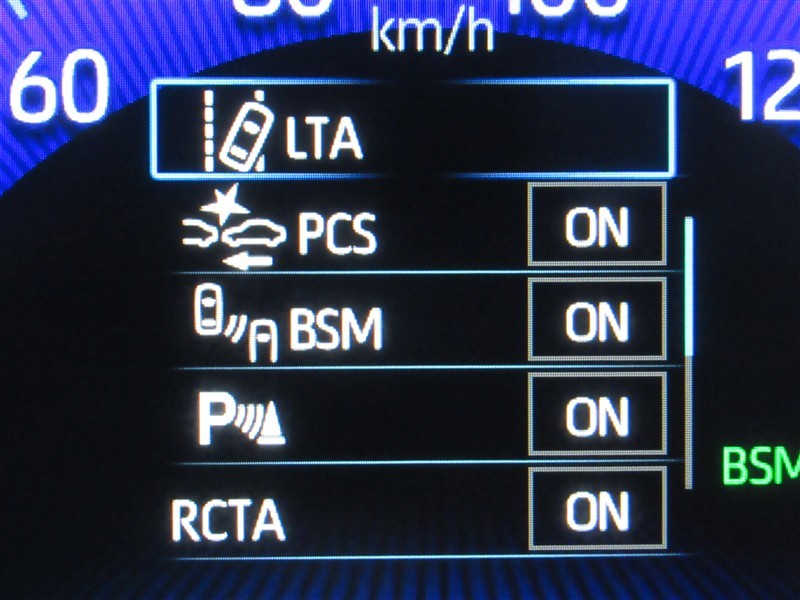 km/h
60
LTA
PCS ON
BSM ON
P ON
BSM
RCTA ON